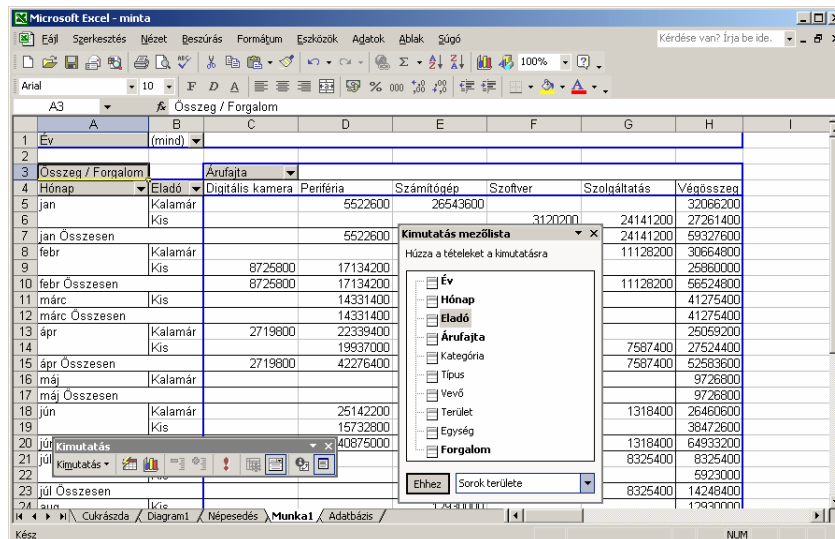 Microsoft Excel - minta
Fájl Szerkesztés Nézet Beszúrás Formátum Eszközök Adatok Ablak Súgó Kérdése van? Írja be ide.
100%
Arial 10 F D A % 000
A3 fx Összeg / Forgalom
A B C D E F G H I
1 Év (mind)
2
3 Összeg / Forgalom Árufajta
4 Hónap Eladó Digitális kamera Periféria Számítógép Szoftver Szolgáltatás Végösszeg
5 jan Kalamár 5522600 26543600 32066200
6 Kis 3120200 24141200 27261400
7 jan Összesen 5522600 24141200 59327600
8 febr Kalamár 11128200 30664800
9 Kis 8725800 17134200 25860000
10 febr Összesen 8725800 17134200 11128200 56524800
11 márc Kis 14331400 41275400
12 márc Összesen 14331400 41275400
13 ápr Kalamár 2719800 22339400 25059200
14 Kis 19937000 7587400 27524400
15 ápr Összesen 2719800 42276400 7587400 52583600
16 máj Kalamár 9726800
17 máj Összesen 9726800
18 jún Kalamár 25142200 1318400 26460600
19 Kis 15732800 38472600
20 40875000 1318400 64933200
21 8325400 8325400
22 5923000
23 júl Összesen 8325400 14248400
24 aug Kis 12930000 12930000
Kimutatás mezőlista
Húzza a tételeket a kimutatásra
Év
Hónap
Eladó
Árufajta
Kategória
Típus
Vevő
Terület
Egység
Forgalom
Ehhez Sorok területe
Kimutatás
Kimutatás
Cukrászda Diagram1 Népesedés Munka1 Adatbázis
Kész NUM